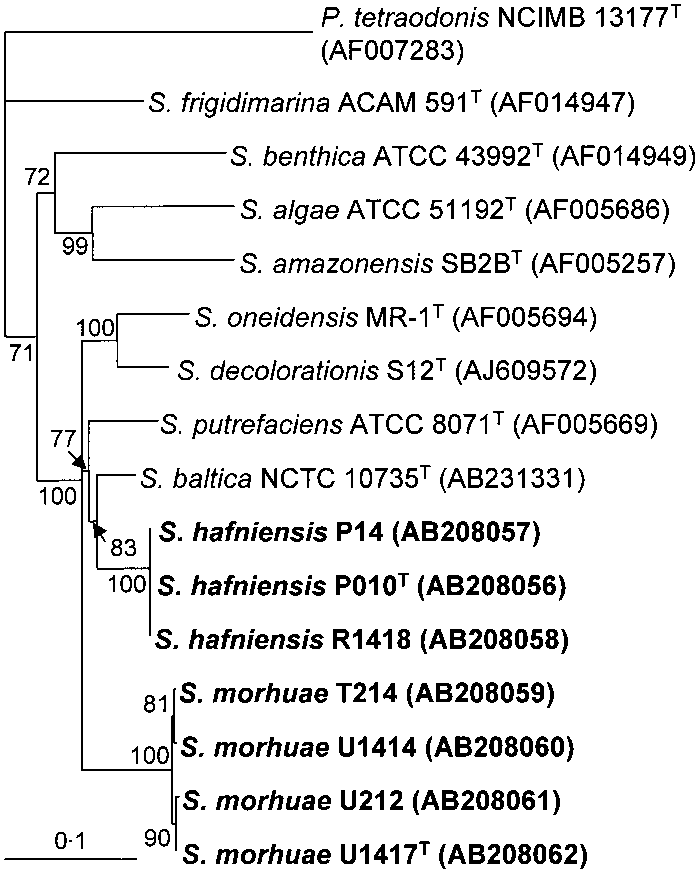 P. tetraodonis NCIMB 13177T
(AF007283)
S. frigidimarina ACAM 591T (AF014947)
S. benthica ATCC 43992T (AF014949)
72
S. algae ATCC 51192T (AF005686)
99
S. amazonensis SB2BT (AF005257)
S. oneidensis MR-1T (AF005694)
100
71
S. decolorationis S12T (AJ609572)
S. putrefaciens ATCC 8071T (AF005669)
77
S. baltica NCTC 10735T (AB231331)
100
S. hafniensis P14 (AB208057)
83
S. hafniensis P010T (AB208056)
100
S. hafniensis R1418 (AB208058)
S. morhuae T214 (AB208059)
81
S. morhuae U1414 (AB208060)
100
S. morhuae U212 (AB208061)
90
0·1
S. morhuae U1417T (AB208062)